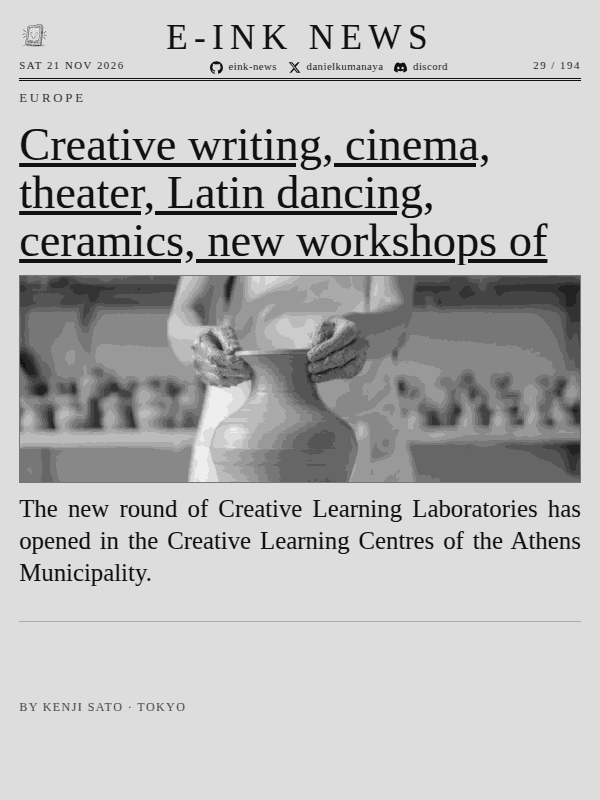 E-INK NEWS
SAT 21 NOV 2026
eink-news danielkumanaya discord
29 / 194
EUROPE
Creative writing, cinema,
theater, Latin dancing,
ceramics, new workshops of
The new round of Creative Learning Laboratories has
opened in the Creative Learning Centres of the Athens
Municipality.
BY KENJI SATO · TOKYO